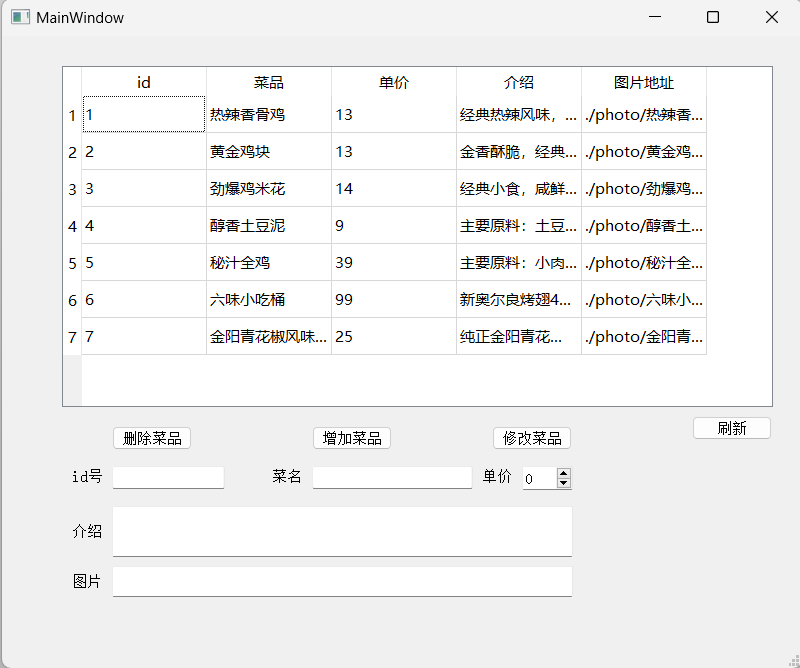 MainWindow
id 菜品 单价 介绍 图片地址
1 1 热辣香骨鸡 13 经典热辣风味，... ./photo/热辣香...
2 2 黄金鸡块 13 金香酥脆，经典... ./photo/黄金鸡...
3 3 劲爆鸡米花 14 经典小食，咸鲜... ./photo/劲爆鸡...
4 4 醇香土豆泥 9 主要原料：土豆... ./photo/醇香土...
5 5 秘汁全鸡 39 主要原料：小肉... ./photo/秘汁全...
6 6 六味小吃桶 99 新奥尔良烤翅4... ./photo/六味小...
7 7 金阳青花椒风味... 25 纯正金阳青花... ./photo/金阳青...
刷新
删除菜品 增加菜品 修改菜品
id号 菜名 单价 0
介绍
图片